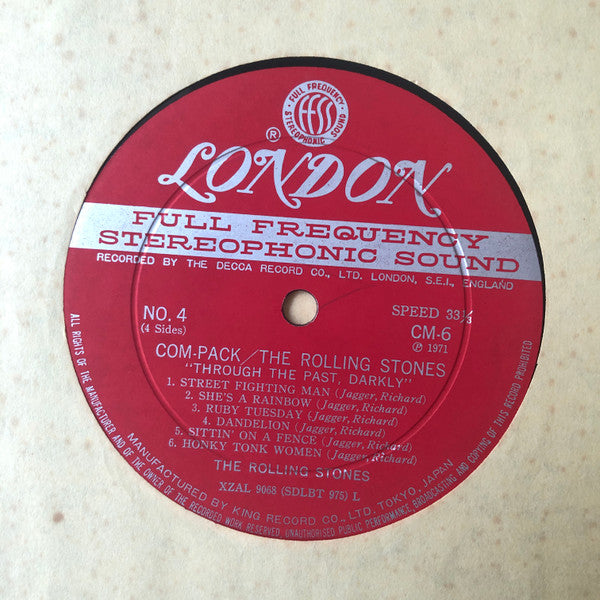 FULL FREQUENCY
ffss
STEREOPHONIC SOUND
®
LONDON
FULL FREQUENCY
STEREOPHONIC SOUND
RECORDED BY THE DECCA RECORD CO., LTD. LONDON, S.E.I., ENGLAND
NO. 4
(4 Sides)
SPEED 33⅓
CM-6
℗ 1971
COM-PACK/THE ROLLING STONES
"THROUGH THE PAST, DARKLY"
1. STREET FIGHTING MAN (Jagger, Richard)
2. SHE'S A RAINBOW (Jagger, Richard)
3. RUBY TUESDAY (Jagger, Richard)
4. DANDELION (Jagger, Richard)
5. SITTIN' ON A FENCE (Jagger, Richard)
6. HONKY TONK WOMEN (Jagger, Richard)
THE ROLLING STONES
XZAL 9068 (SDLBT 975) L
MANUFACTURED BY KING RECORD CO., LTD, TOKYO, JAPAN
ALL RIGHTS OF THE MANUFACTURER AND OF THE OWNER OF THE RECORDED WORK RESERVED. UNAUTHORISED PUBLIC PERFORMANCE, BROADCASTING AND COPYING OF THIS RECORD PROHIBITED